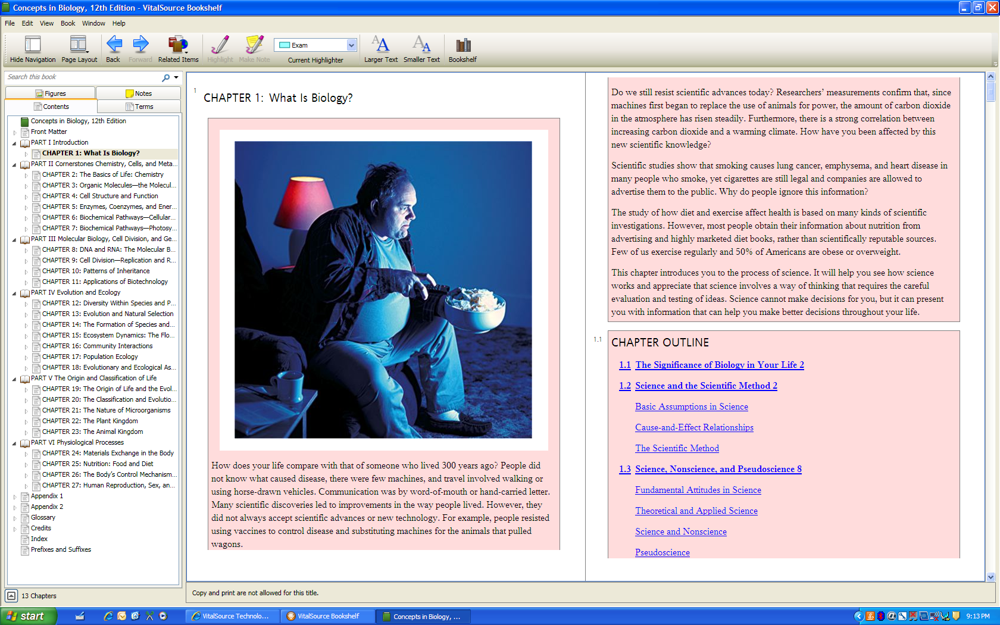 Concepts in Biology, 12th Edition - VitalSource Bookshelf
File Edit View Book Window Help
Hide Navigation Page Layout Back Forward Related Items Highlight Make Note Exam Current Highlighter Larger Text Smaller Text Bookshelf
Search this book
Figures Notes
Contents Terms
Concepts in Biology, 12th Edition
Front Matter
PART I Introduction
CHAPTER 1: What Is Biology?
PART II Cornerstones Chemistry, Cells, and Meta...
CHAPTER 2: The Basics of Life: Chemistry
CHAPTER 3: Organic Molecules—the Molecul...
CHAPTER 4: Cell Structure and Function
CHAPTER 5: Enzymes, Coenzymes, and Ener...
CHAPTER 6: Biochemical Pathways—Cellular...
CHAPTER 7: Biochemical Pathways—Photosy...
PART III Molecular Biology, Cell Division, and Ge...
CHAPTER 8: DNA and RNA: The Molecular B...
CHAPTER 9: Cell Division—Replication and R...
CHAPTER 10: Patterns of Inheritance
CHAPTER 11: Applications of Biotechnology
PART IV Evolution and Ecology
CHAPTER 12: Diversity Within Species and P...
CHAPTER 13: Evolution and Natural Selection
CHAPTER 14: The Formation of Species and...
CHAPTER 15: Ecosystem Dynamics: The Flo...
CHAPTER 16: Community Interactions
CHAPTER 17: Population Ecology
CHAPTER 18: Evolutionary and Ecological As...
PART V The Origin and Classification of Life
CHAPTER 19: The Origin of Life and the Evol...
CHAPTER 20: The Classification and Evolutio...
CHAPTER 21: The Nature of Microorganisms
CHAPTER 22: The Plant Kingdom
CHAPTER 23: The Animal Kingdom
PART VI Physiological Processes
CHAPTER 24: Materials Exchange in the Body
CHAPTER 25: Nutrition: Food and Diet
CHAPTER 26: The Body's Control Mechanism...
CHAPTER 27: Human Reproduction, Sex, an...
Appendix 1
Appendix 2
Glossary
Credits
Index
Prefixes and Suffixes
13 Chapters
1
CHAPTER 1: What Is Biology?
How does your life compare with that of someone who lived 300 years ago? People did
not know what caused disease, there were few machines, and travel involved walking or
using horse-drawn vehicles. Communication was by word-of-mouth or hand-carried letter.
Many scientific discoveries led to improvements in the way people lived. However, they
did not always accept scientific advances or new technology. For example, people resisted
using vaccines to control disease and substituting machines for the animals that pulled
wagons.
Do we still resist scientific advances today? Researchers' measurements confirm that, since
machines first began to replace the use of animals for power, the amount of carbon dioxide
in the atmosphere has risen steadily. Furthermore, there is a strong correlation between
increasing carbon dioxide and a warming climate. How have you been affected by this
new scientific knowledge?
Scientific studies show that smoking causes lung cancer, emphysema, and heart disease in
many people who smoke, yet cigarettes are still legal and companies are allowed to
advertise them to the public. Why do people ignore this information?
The study of how diet and exercise affect health is based on many kinds of scientific
investigations. However, most people obtain their information about nutrition from
advertising and highly marketed diet books, rather than scientifically reputable sources.
Few of us exercise regularly and 50% of Americans are obese or overweight.
This chapter introduces you to the process of science. It will help you see how science
works and appreciate that science involves a way of thinking that requires the careful
evaluation and testing of ideas. Science cannot make decisions for you, but it can present
you with information that can help you make better decisions throughout your life.
1.1
CHAPTER OUTLINE
1.1 The Significance of Biology in Your Life 2
1.2 Science and the Scientific Method 2
Basic Assumptions in Science
Cause-and-Effect Relationships
The Scientific Method
1.3 Science, Nonscience, and Pseudoscience 8
Fundamental Attitudes in Science
Theoretical and Applied Science
Science and Nonscience
Pseudoscience
Copy and print are not allowed for this title.
start VitalSource Technolo... VitalSource Bookshelf Concepts in Biology, ... 9:13 PM